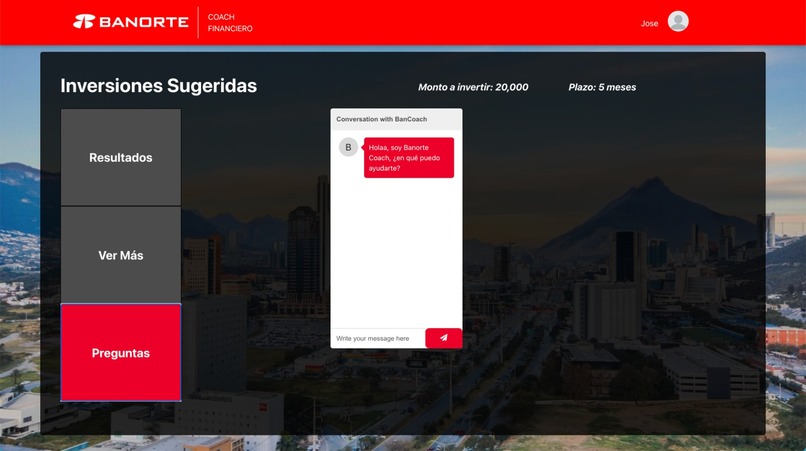 BANORTE
COACH
FINANCIERO
Jose
Inversiones Sugeridas
Monto a invertir: 20,000
Plazo: 5 meses
Resultados
Ver Más
Preguntas
Conversation with BanCoach
B
Holaa, soy Banorte
Coach, ¿en qué puedo
ayudarte?
Write your message here